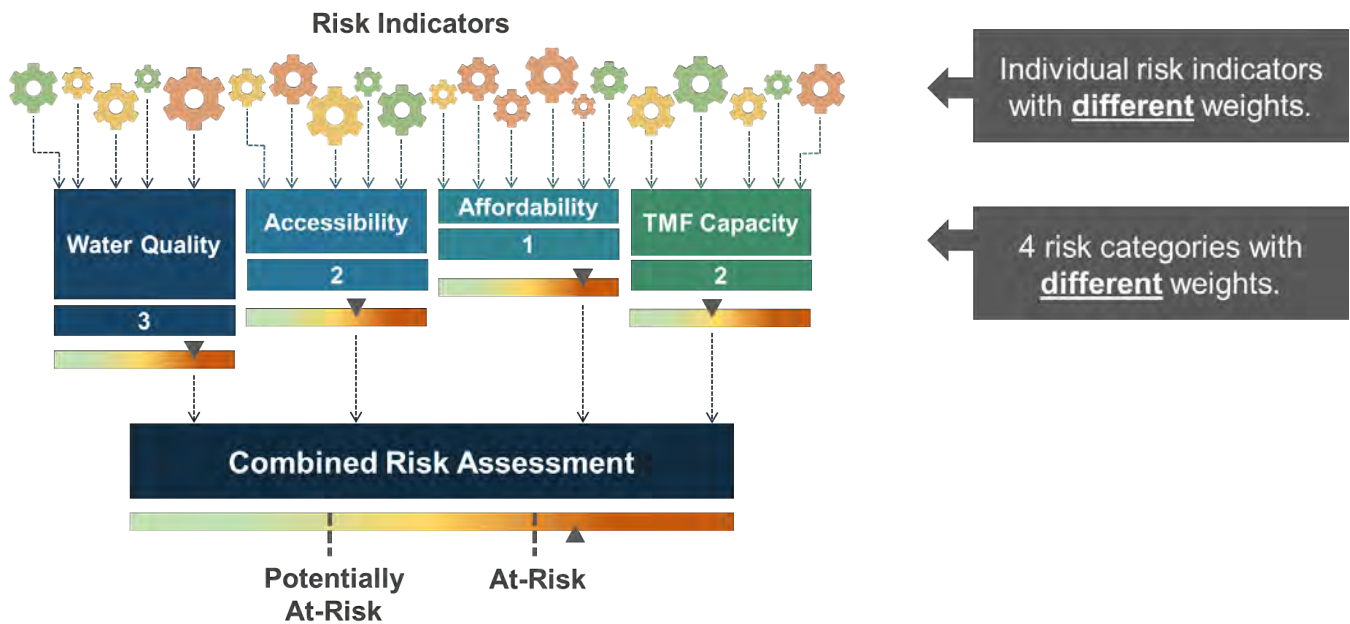 Risk Indicators
Individual risk indicators
with different weights.
Water Quality
3
Accessibility
2
Affordability
1
TMF Capacity
2
4 risk categories with
different weights.
Combined Risk Assessment
Potentially
At-Risk
At-Risk